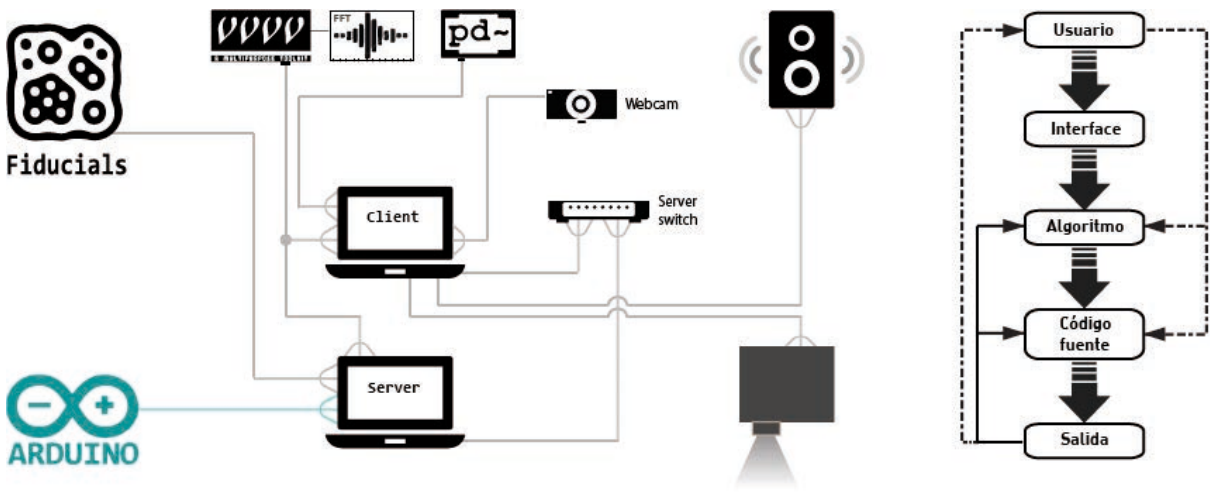 FFT
VVVV
A MULTIPURPOSE TOOLKIT
pd~
Webcam
Fiducials
Client
Server
switch
Server
ARDUINO
Usuario
Interface
Algoritmo
Código
fuente
Salida